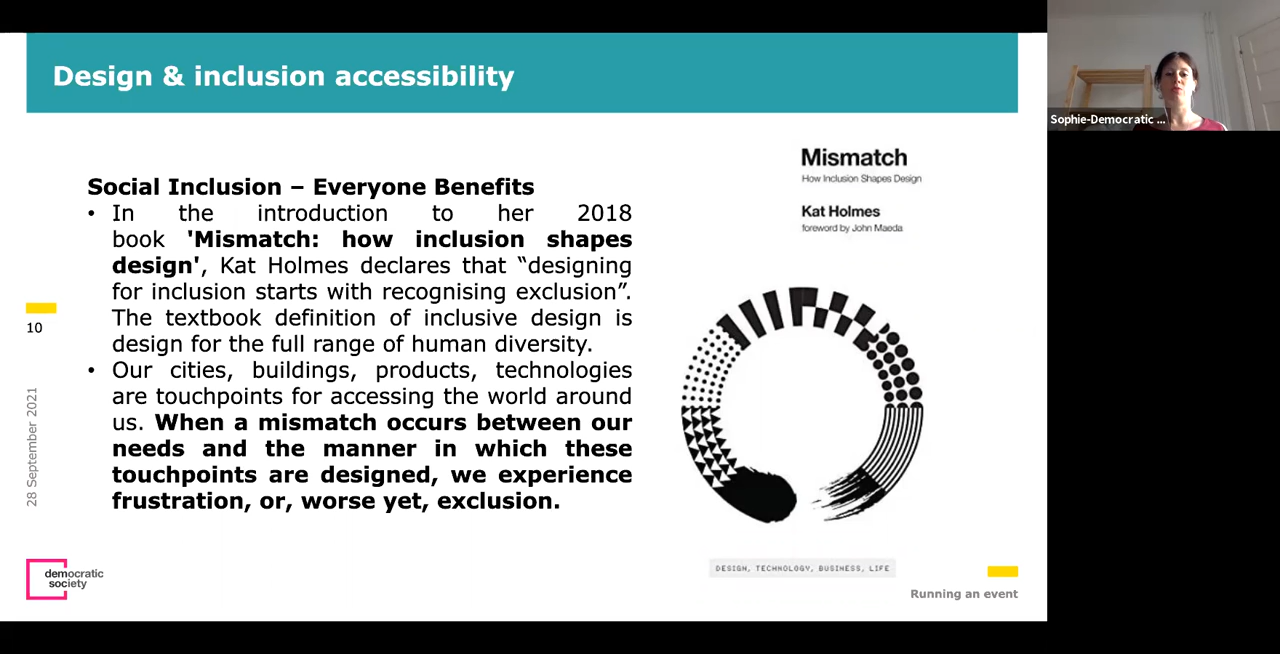 Design & inclusion accessibility
Sophie-Democratic ...
Social Inclusion – Everyone Benefits
• In the introduction to her 2018
book 'Mismatch: how inclusion shapes
design', Kat Holmes declares that “designing
for inclusion starts with recognising exclusion”.
The textbook definition of inclusive design is
design for the full range of human diversity.
• Our cities, buildings, products, technologies
are touchpoints for accessing the world around
us. When a mismatch occurs between our
needs and the manner in which these
touchpoints are designed, we experience
frustration, or, worse yet, exclusion.
Mismatch
How Inclusion Shapes Design
Kat Holmes
foreword by John Maeda
DESIGN, TECHNOLOGY, BUSINESS, LIFE
10
28 September 2021
democratic
society
Running an event